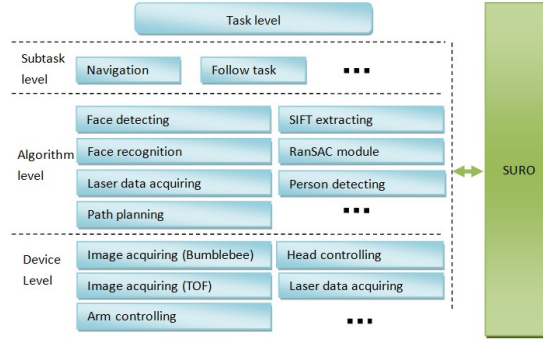 Task level
Subtask
level
Navigation
Follow task
...
Algorithm
level
Face detecting
SIFT extracting
Face recognition
RanSAC module
Laser data acquiring
Person detecting
Path planning
...
Device
Level
Image acquiring (Bumblebee)
Head controlling
Image acquiring (TOF)
Laser data acquiring
Arm controlling
...
SURO